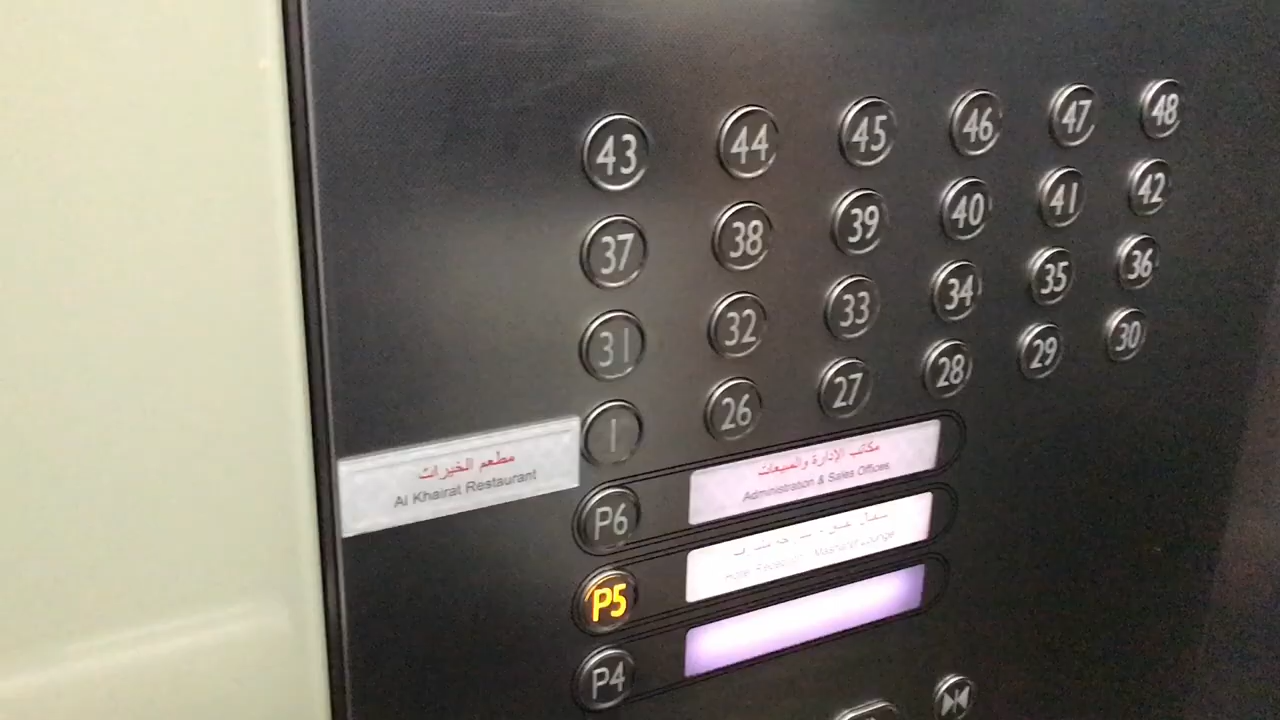 43 44 45 46 47 48
37 38 39 40 41 42
31 32 33 34 35 36
1 26 27 28 29 30
مطعم الخيرات
Al Khairat Restaurant
P6
مكاتب الإدارة والمبيعات
Administration & Sales Offices
P5
Lounge
P4